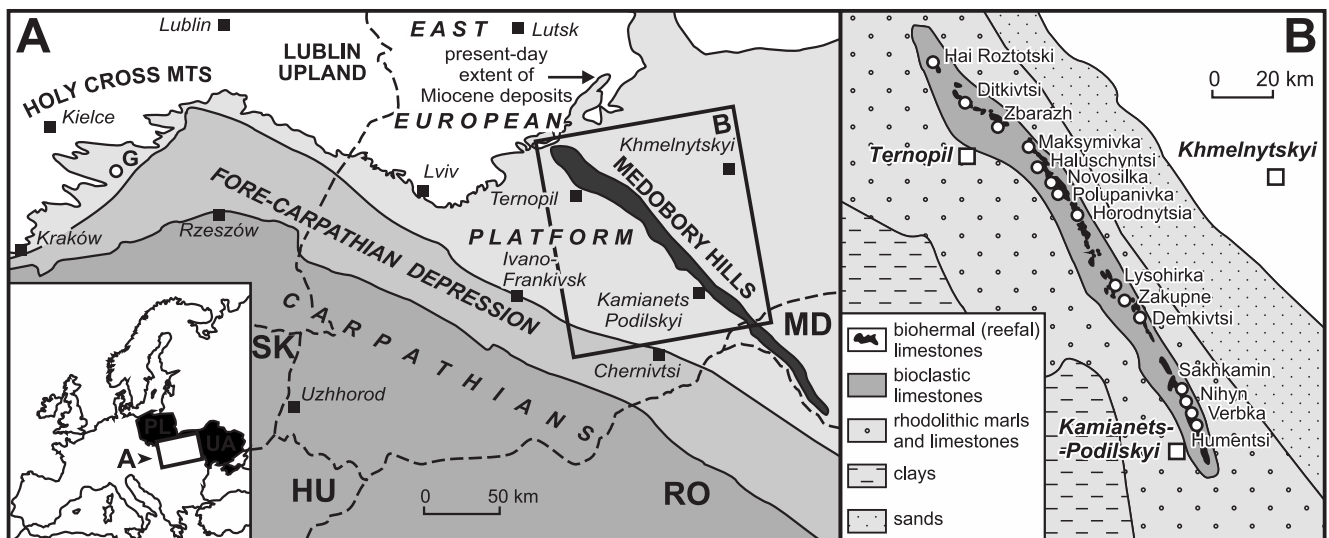 A
Lublin
HOLY CROSS MTS
Kielce
G
Kraków
LUBLIN
UPLAND
EAST
Lutsk
present-day
extent of
Miocene deposits
EUROPEAN
B
Khmelnytskyi
Lviv
Ternopil
MEDOBORY HILLS
PLATFORM
Rzeszów
FORE-CARPATHIAN DEPRESSION
Ivano-
Frankivsk
Kamianets
Podilskyi
MD
CARPATHIANS
SK
Chernivtsi
Uzhhorod
HU
RO
0 50 km
PL
UA
A
B
Hai Roztotski
0 20 km
Ditkivtsi
Zbarazh
Ternopil
Maksymivka
Haluschyntsi
Novosilka
Polupanivka
Horodnytsia
Khmelnytskyi
Lysohirka
Zakupne
Demkivtsi
Sakhkamin
Nihyn
Verbka
Humentsi
Kamianets-
-Podilskyi
biohermal (reefal)
limestones
bioclastic
limestones
rhodolithic marls
and limestones
clays
sands